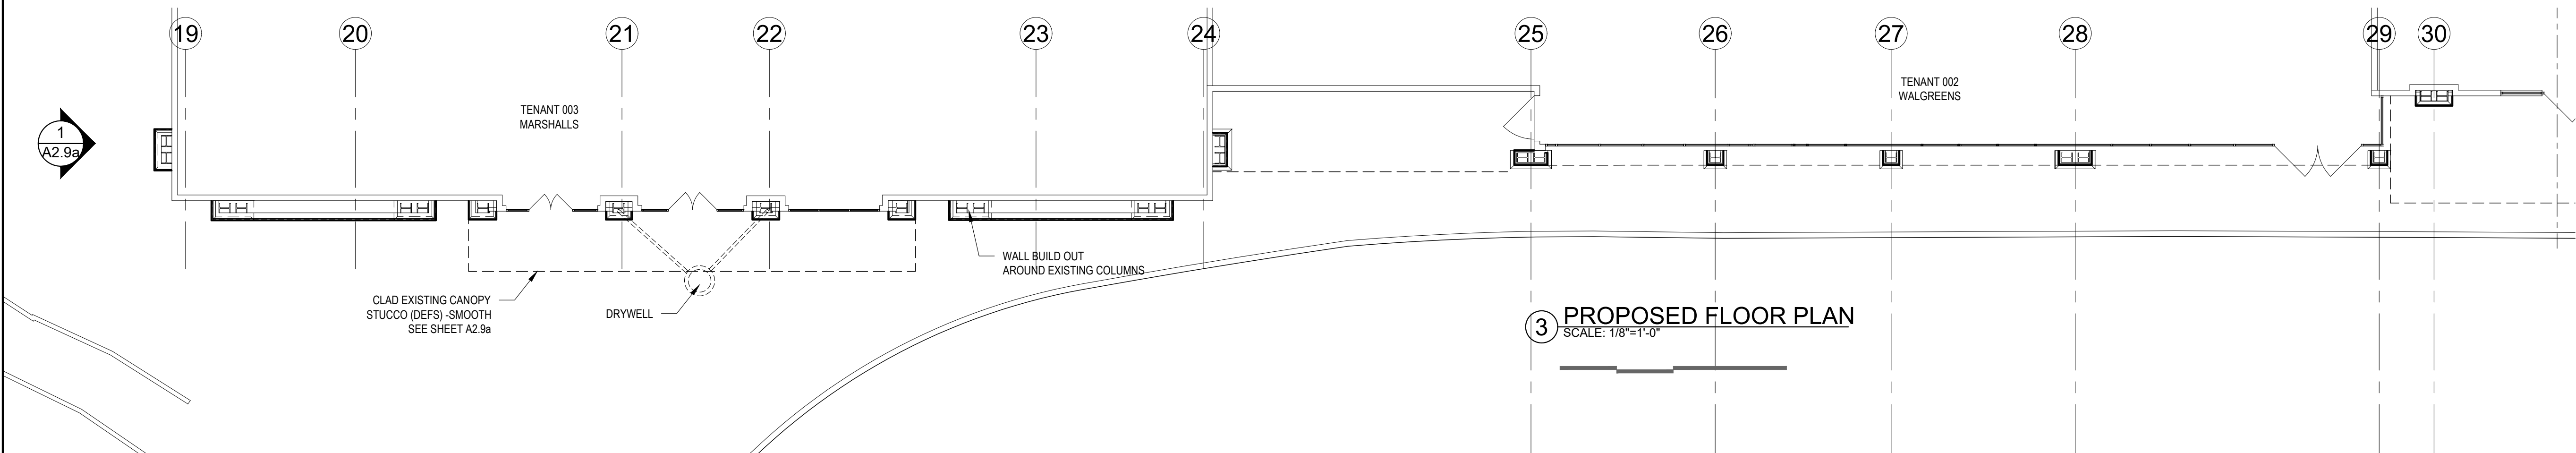 19
20
21
22
23
24
25
26
27
28
29
30
TENANT 003
MARSHALLS
TENANT 002
WALGREENS
1
A2.9a
WALL BUILD OUT
AROUND EXISTING COLUMNS
CLAD EXISTING CANOPY
STUCCO (DEFS) -SMOOTH
SEE SHEET A2.9a
DRYWELL
3
PROPOSED FLOOR PLAN
SCALE: 1/8"=1'-0"